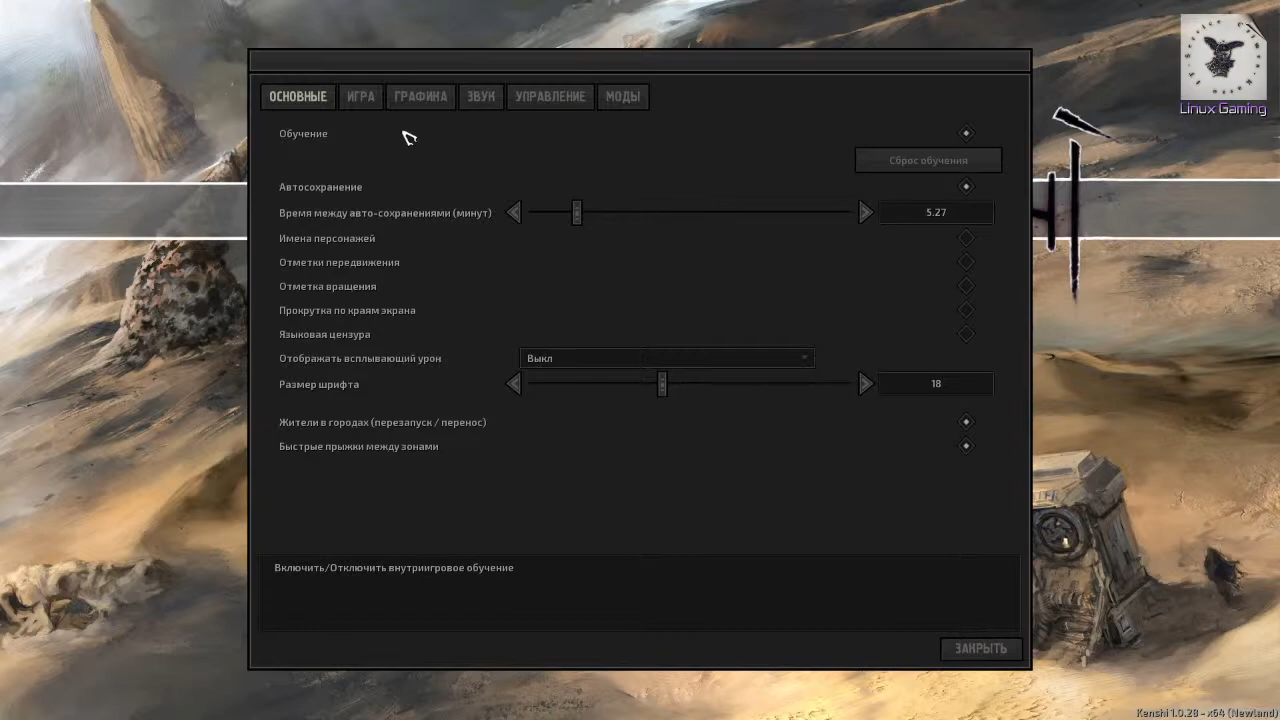 ОСНОВНЫЕ ИГРА ГРАФИКА ЗВУК УПРАВЛЕНИЕ МОДЫ
Обучение
Сброс обучения
Автосохранение
Время между авто-сохранениями (минут) 5.27
Имена персонажей
Отметки передвижения
Отметка вращения
Прокрутка по краям экрана
Языковая цензура
Отображать всплывающий урон Выкл
Размер шрифта 18
Жители в городах (перезапуск / перенос)
Быстрые прыжки между зонами
Включить/Отключить внутриигровое обучение
ЗАКРЫТЬ
Linux Gaming
Kenshi 1.0.28 - x64 (Newland)